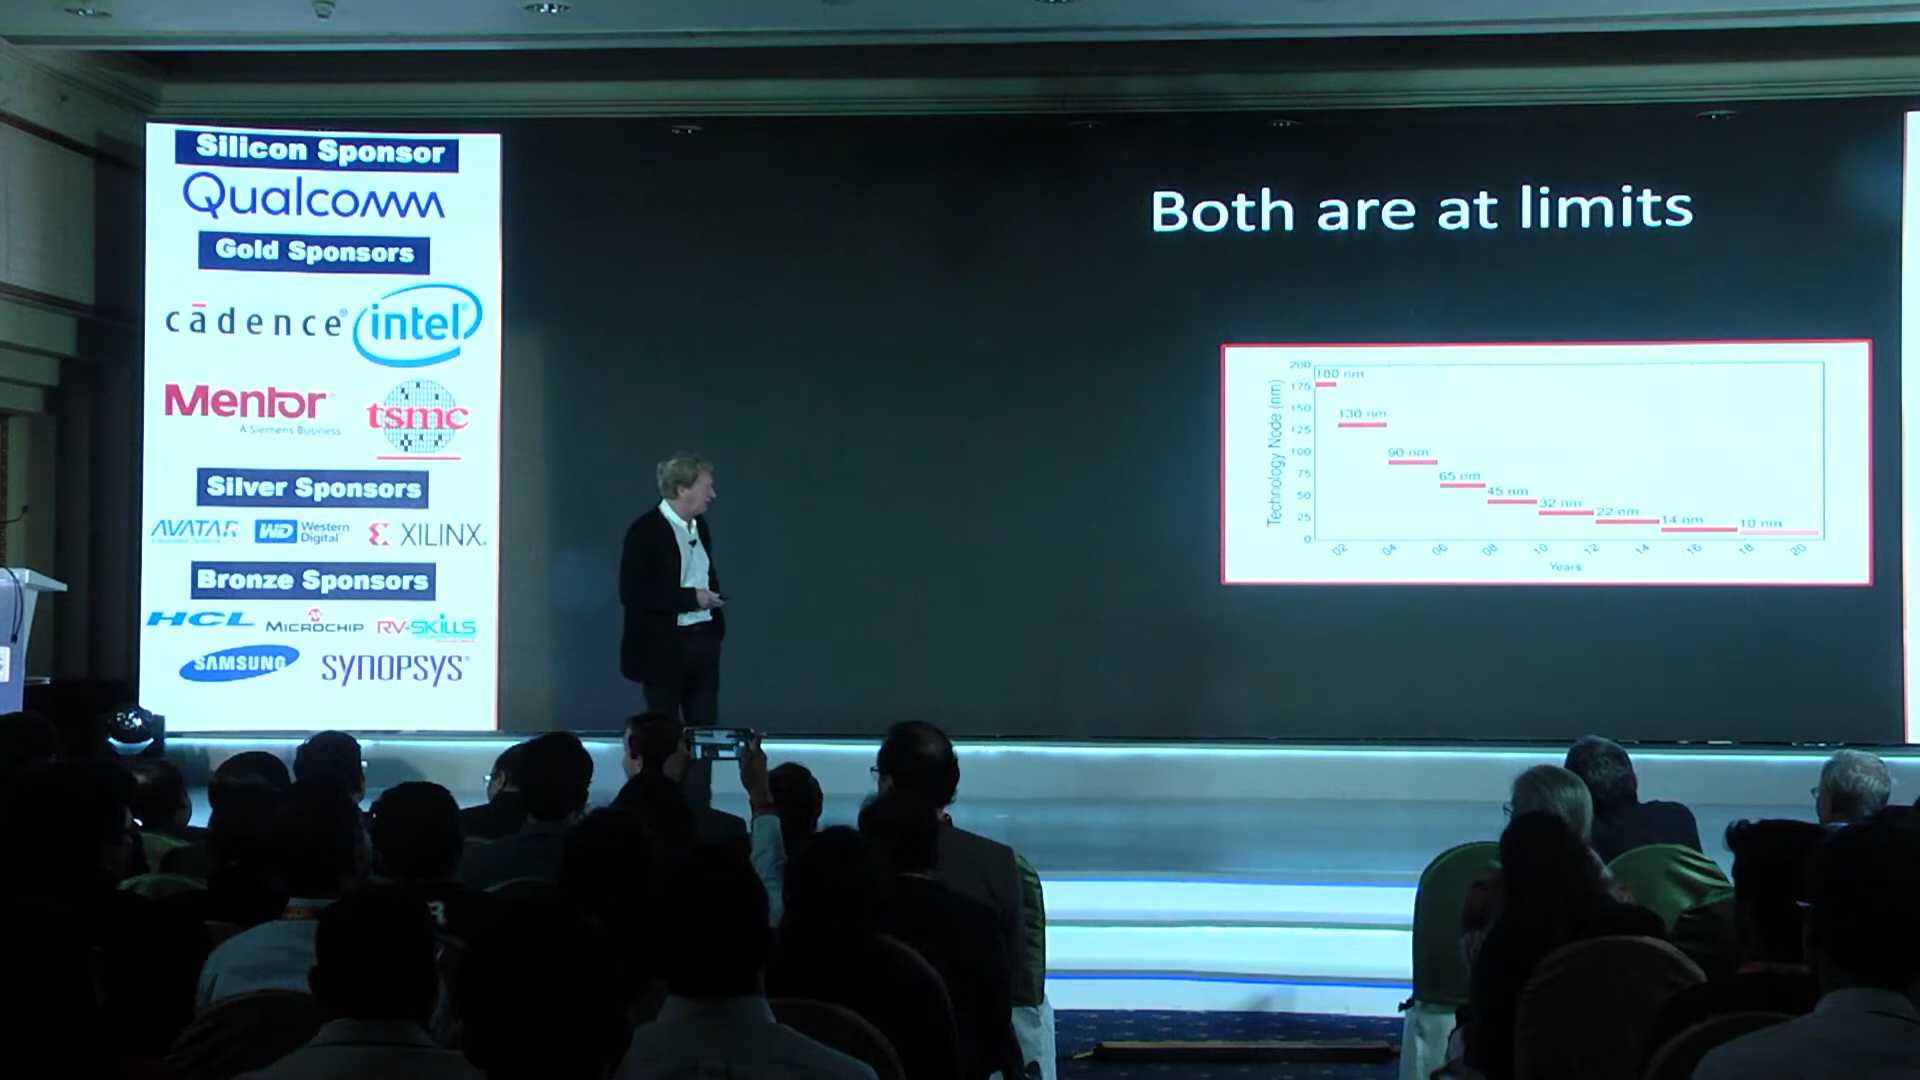 Silicon Sponsor
Qualcomm
Gold Sponsors
cādence®
intel®
Mentor
A Siemens Business
tsmc
Silver Sponsors
AVATAR
WD Western Digital
XILINX
Bronze Sponsors
HCL
MICROCHIP
RV-SKILLS
SAMSUNG
SYNOPSYS®
Both are at limits
Technology Node (nm)
200
175
150
125
100
75
50
25
0
180 nm
130 nm
90 nm
65 nm
45 nm
32 nm
22 nm
14 nm
10 nm
02 04 06 08 10 12 14 16 18 20
Years